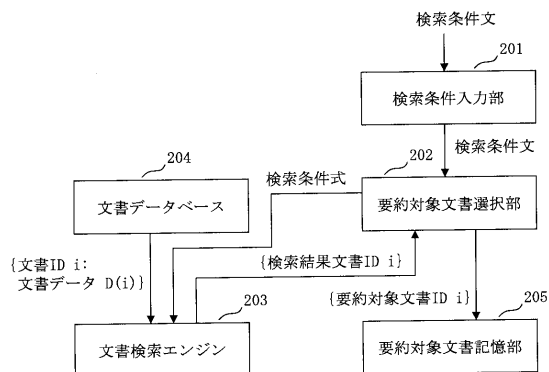 検索条件文
201
検索条件入力部
検索条件文
204
202
検索条件式
文書データベース
要約対象文書選択部
{文書ID i:
文書データ D(i)}
{検索結果文書ID i}
{要約対象文書ID i}
203
205
文書検索エンジン
要約対象文書記憶部